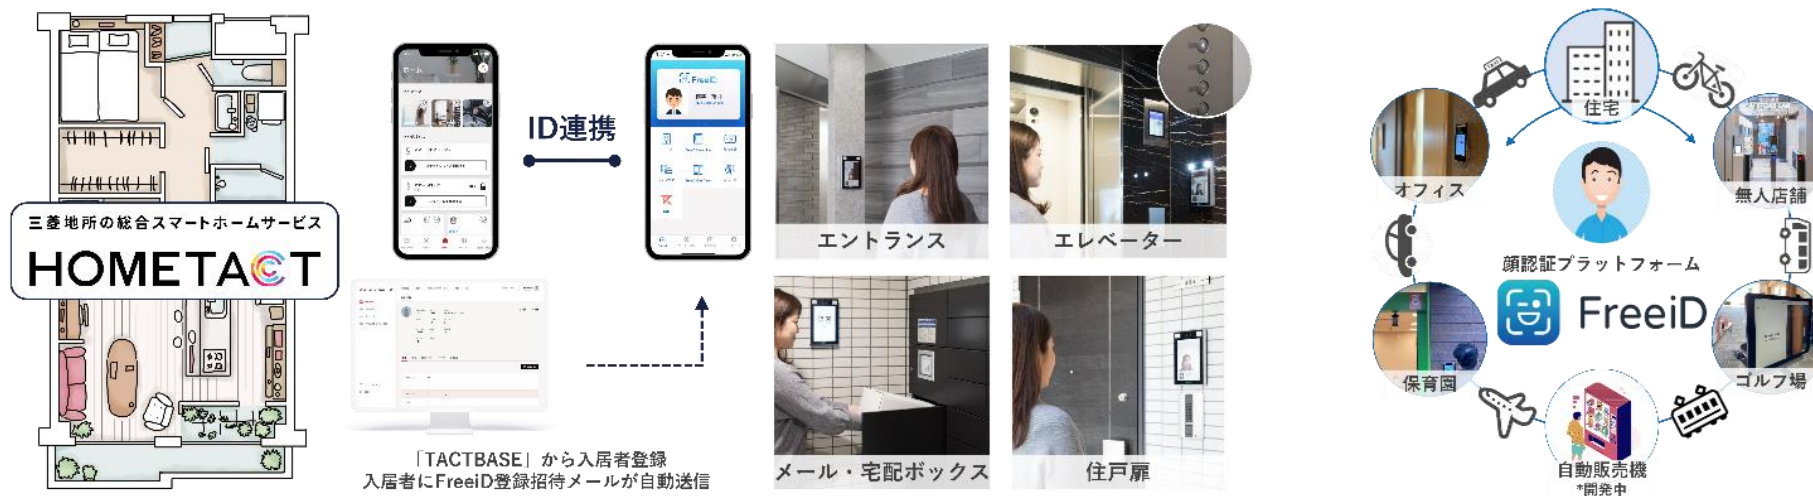 三菱地所の総合スマートホームサービス
HOMETACT
ID連携
FreeiD
「TACTBASE」から入居者登録
入居者にFreeiD登録招待メールが自動送信
エントランス
エレベーター
メール・宅配ボックス
住戸扉
住宅
TAXI
オフィス
無人店舗
顔認証プラットフォーム
FreeiD
保育園
ゴルフ場
自動販売機
*開発中